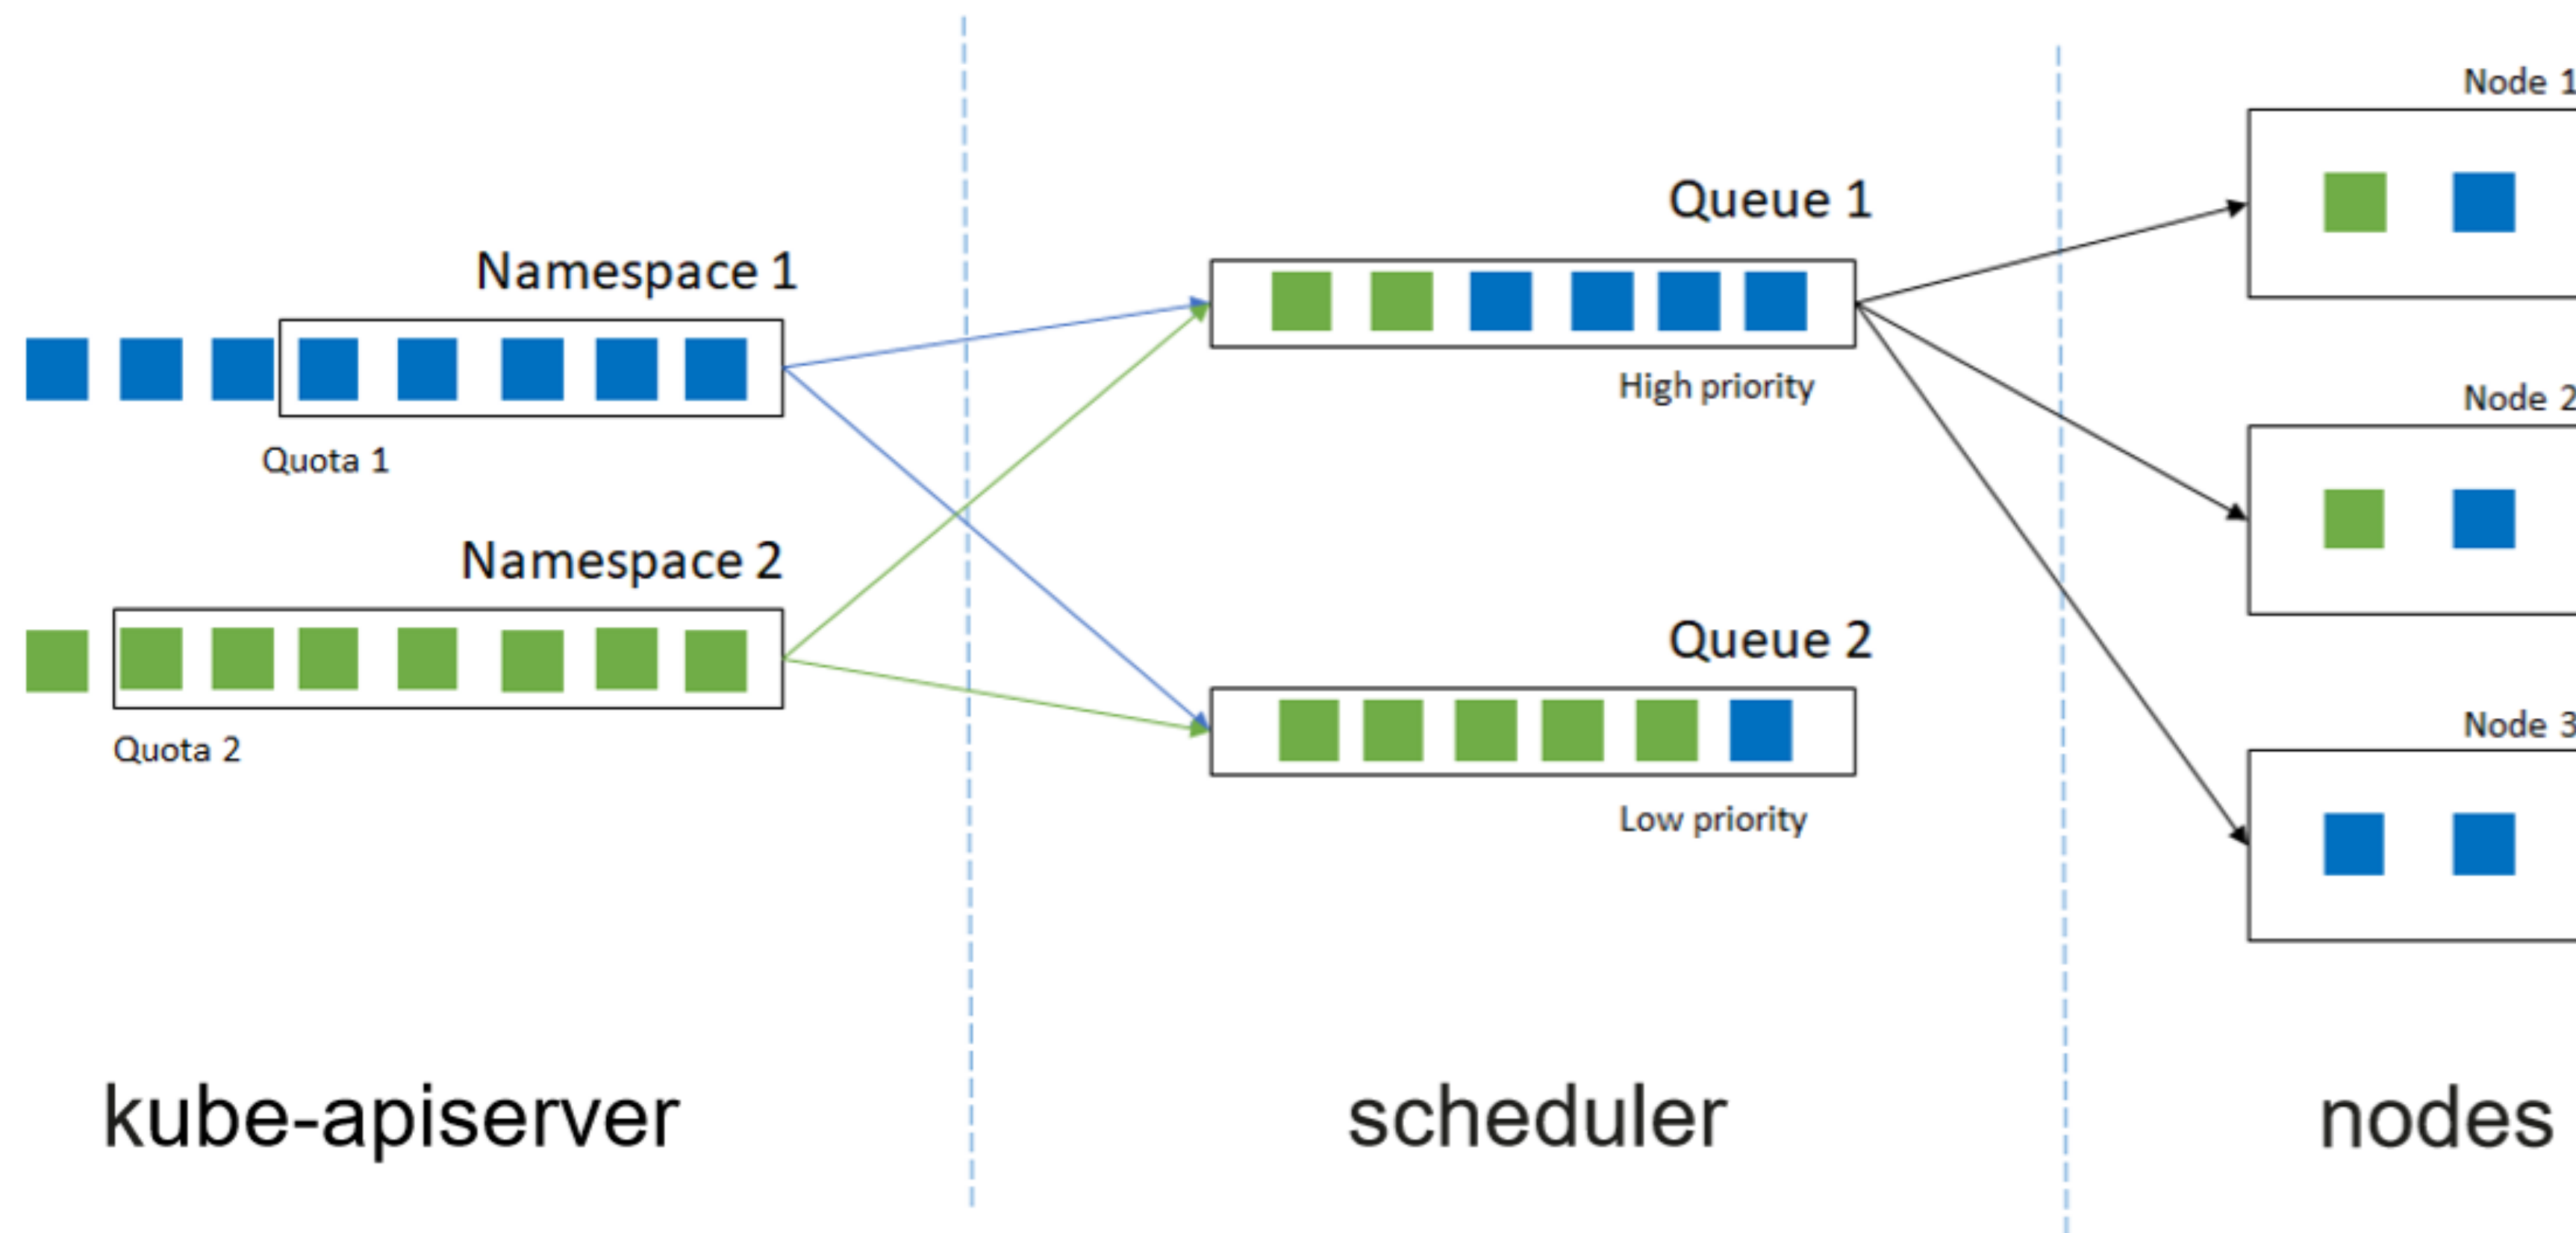 Namespace 1
Quota 1
Namespace 2
Quota 2
kube-apiserver
Queue 1
High priority
Queue 2
Low priority
scheduler
Node 1
Node 2
Node 3
nodes